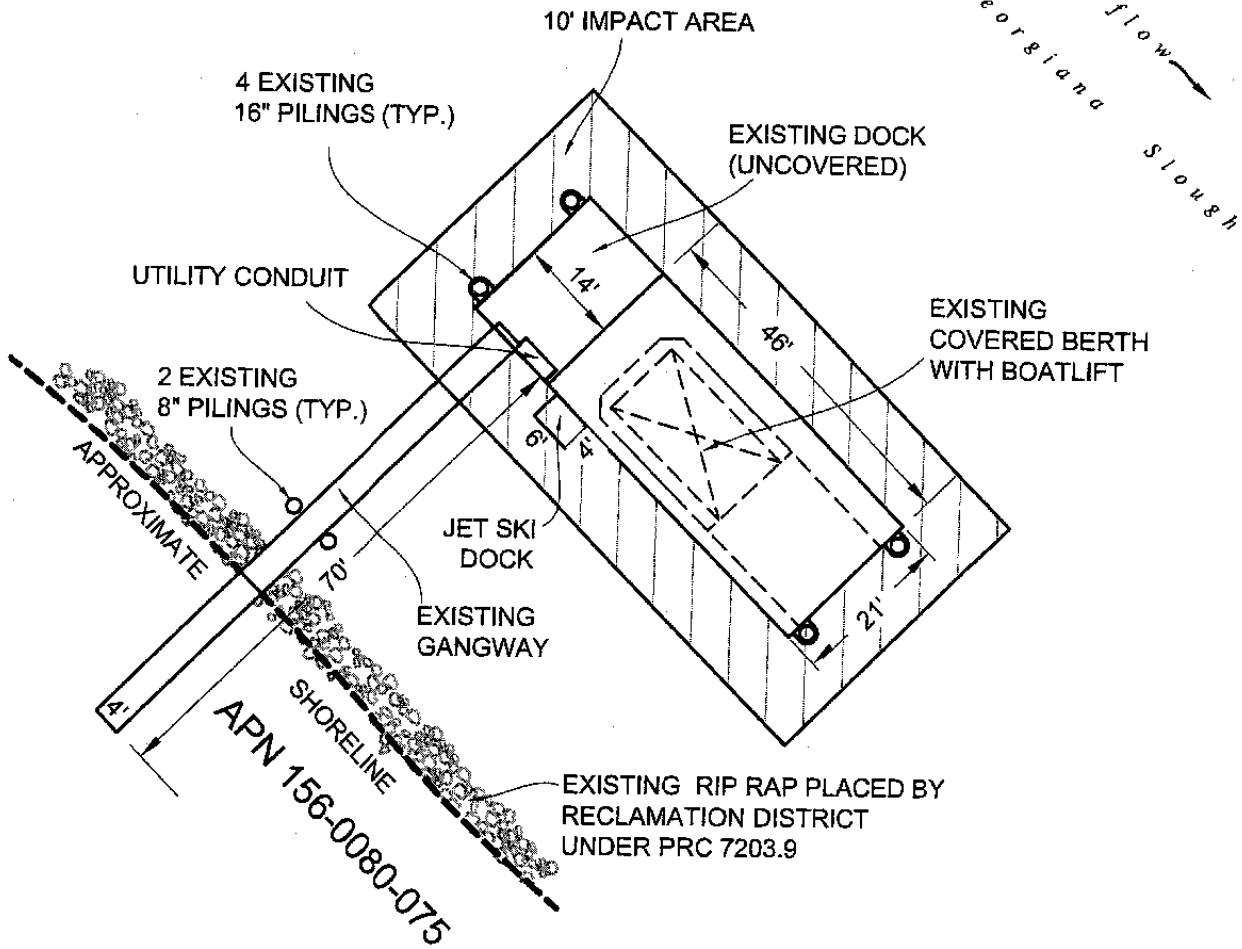 10' IMPACT AREA
flow
eorgiana
Slough
4 EXISTING
16" PILINGS (TYP.)
EXISTING DOCK
(UNCOVERED)
UTILITY CONDUIT
14'
46'
EXISTING
COVERED BERTH
WITH BOATLIFT
2 EXISTING
8" PILINGS (TYP.)
6'
4'
APPROXIMATE
SHORELINE
JET SKI
DOCK
70'
21'
EXISTING
GANGWAY
4'
APN 156-0080-075
EXISTING RIP RAP PLACED BY
RECLAMATION DISTRICT
UNDER PRC 7203.9